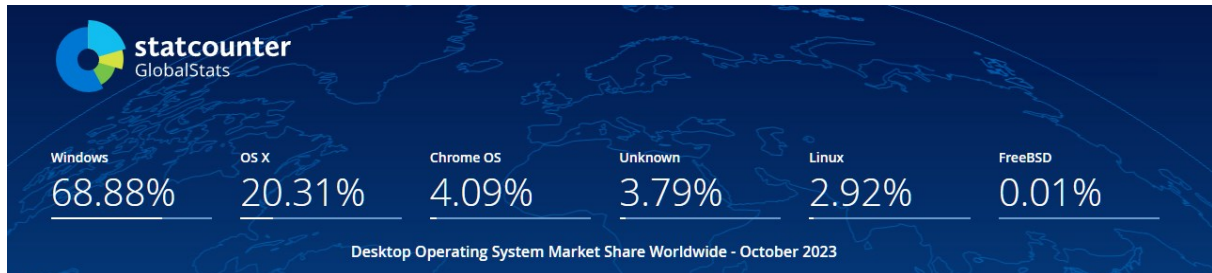 statcounter
GlobalStats
Windows OS X Chrome OS Unknown Linux FreeBSD
68.88% 20.31% 4.09% 3.79% 2.92% 0.01%
Desktop Operating System Market Share Worldwide - October 2023